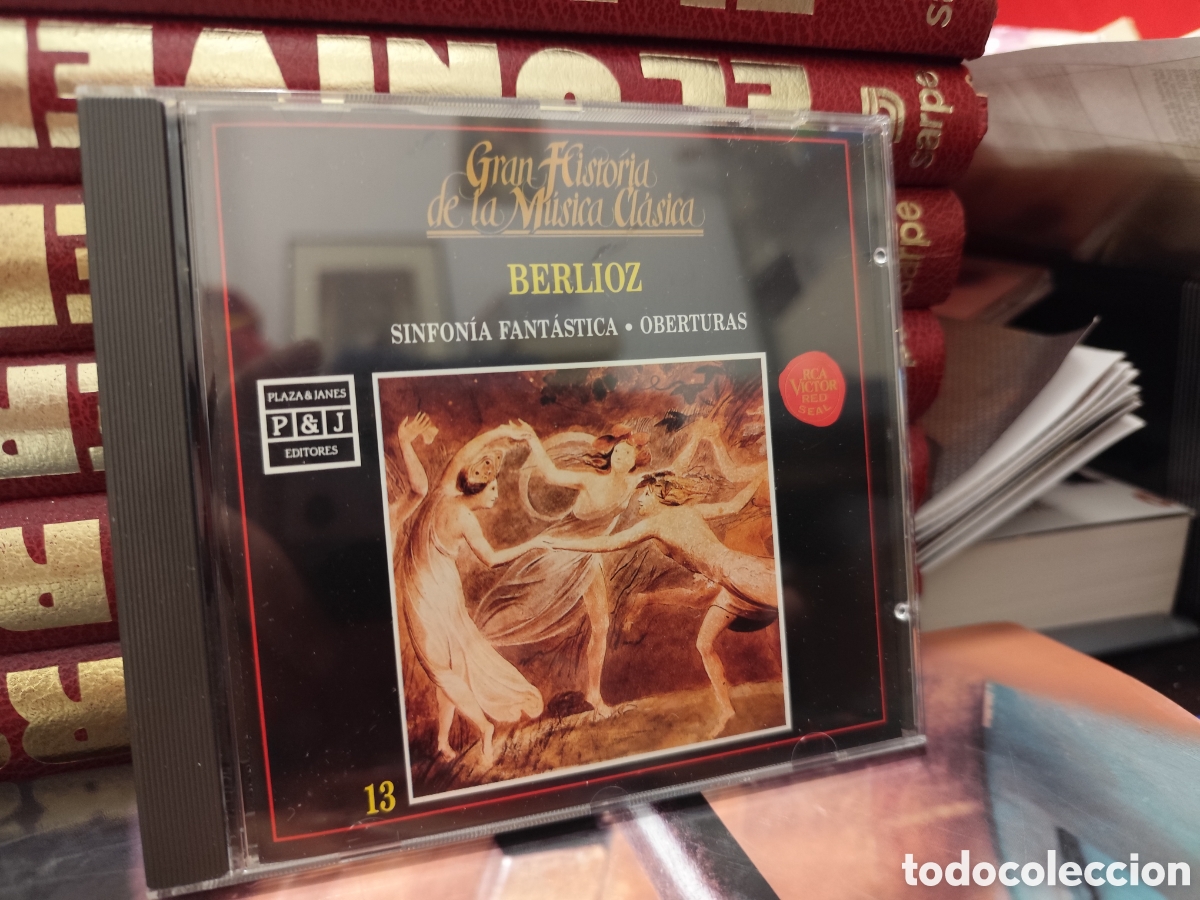 sarpe
sarpe
Gran Historia
de la Música Clásica
BERLIOZ
SINFONÍA FANTÁSTICA • OBERTURAS
PLAZA & JANES
P & J
EDITORES
RCA
VICTOR
RED
SEAL
13
todocoleccion